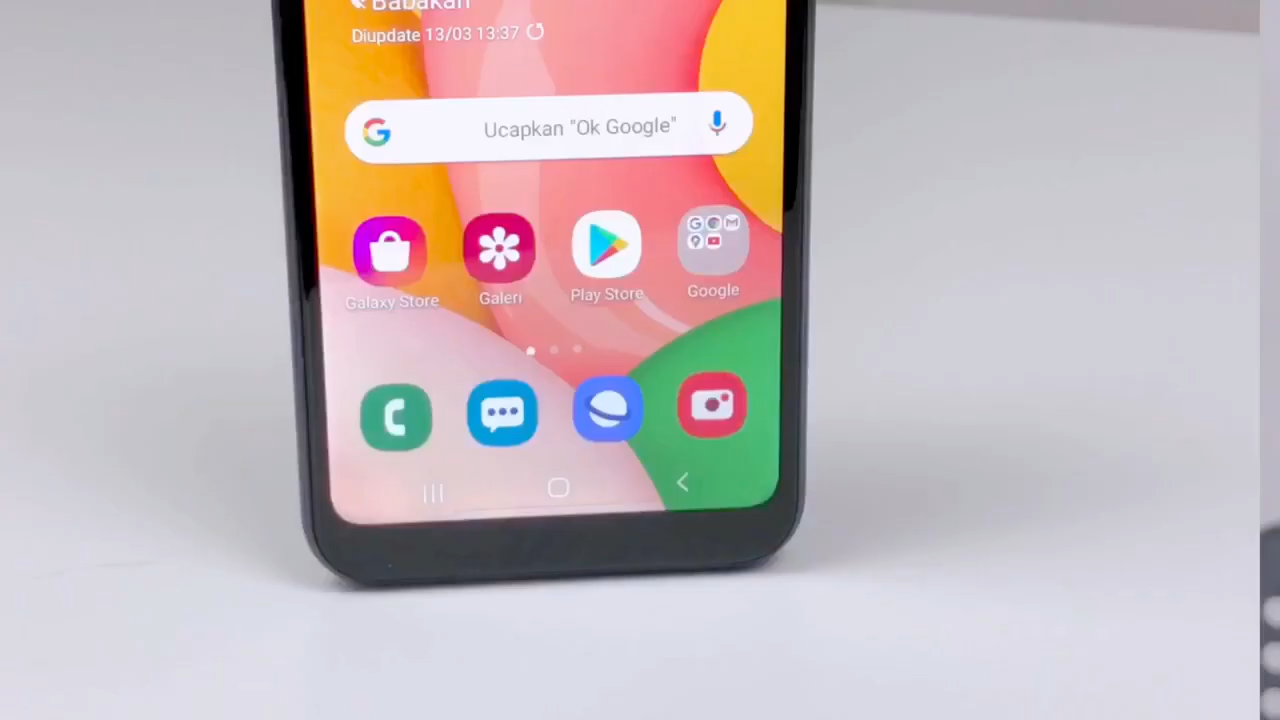 Babakan
Diupdate 13/03 13:37
Ucapkan "Ok Google"
Galaxy Store
Galeri
Play Store
Google